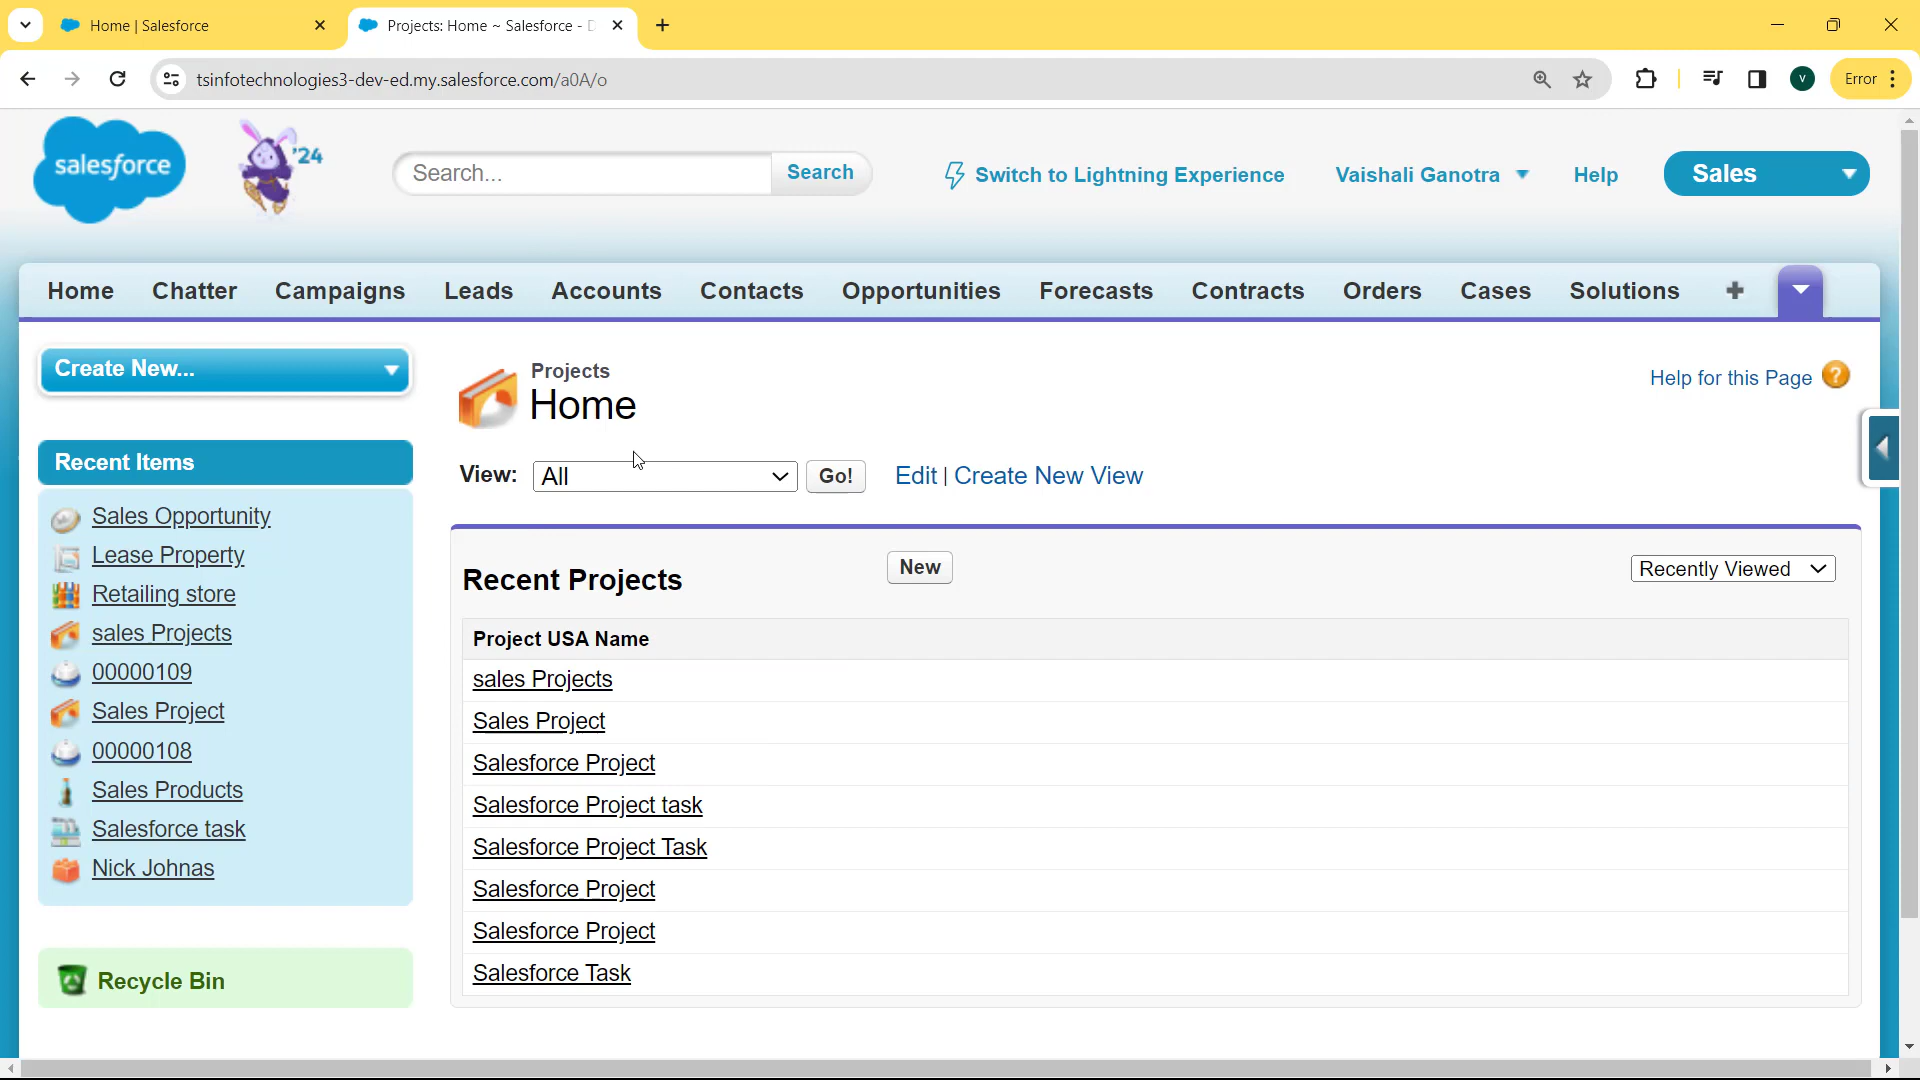 Home | Salesforce
Projects: Home ~ Salesforce - D
tsinfotechnologies3-dev-ed.my.salesforce.com/a0A/o
V
Error
salesforce
'24
Search...
Search
Switch to Lightning Experience
Vaishali Ganotra
Help
Sales
Home
Chatter
Campaigns
Leads
Accounts
Contacts
Opportunities
Forecasts
Contracts
Orders
Cases
Solutions
Create New...
Recent Items
Sales Opportunity
Lease Property
Retailing store
sales Projects
00000109
Sales Project
00000108
Sales Products
Salesforce task
Nick Johnas
Recycle Bin
Projects
Home
Help for this Page
View:
All
Go!
Edit | Create New View
Recent Projects
New
Recently Viewed
Project USA Name
sales Projects
Sales Project
Salesforce Project
Salesforce Project task
Salesforce Project Task
Salesforce Project
Salesforce Project
Salesforce Task